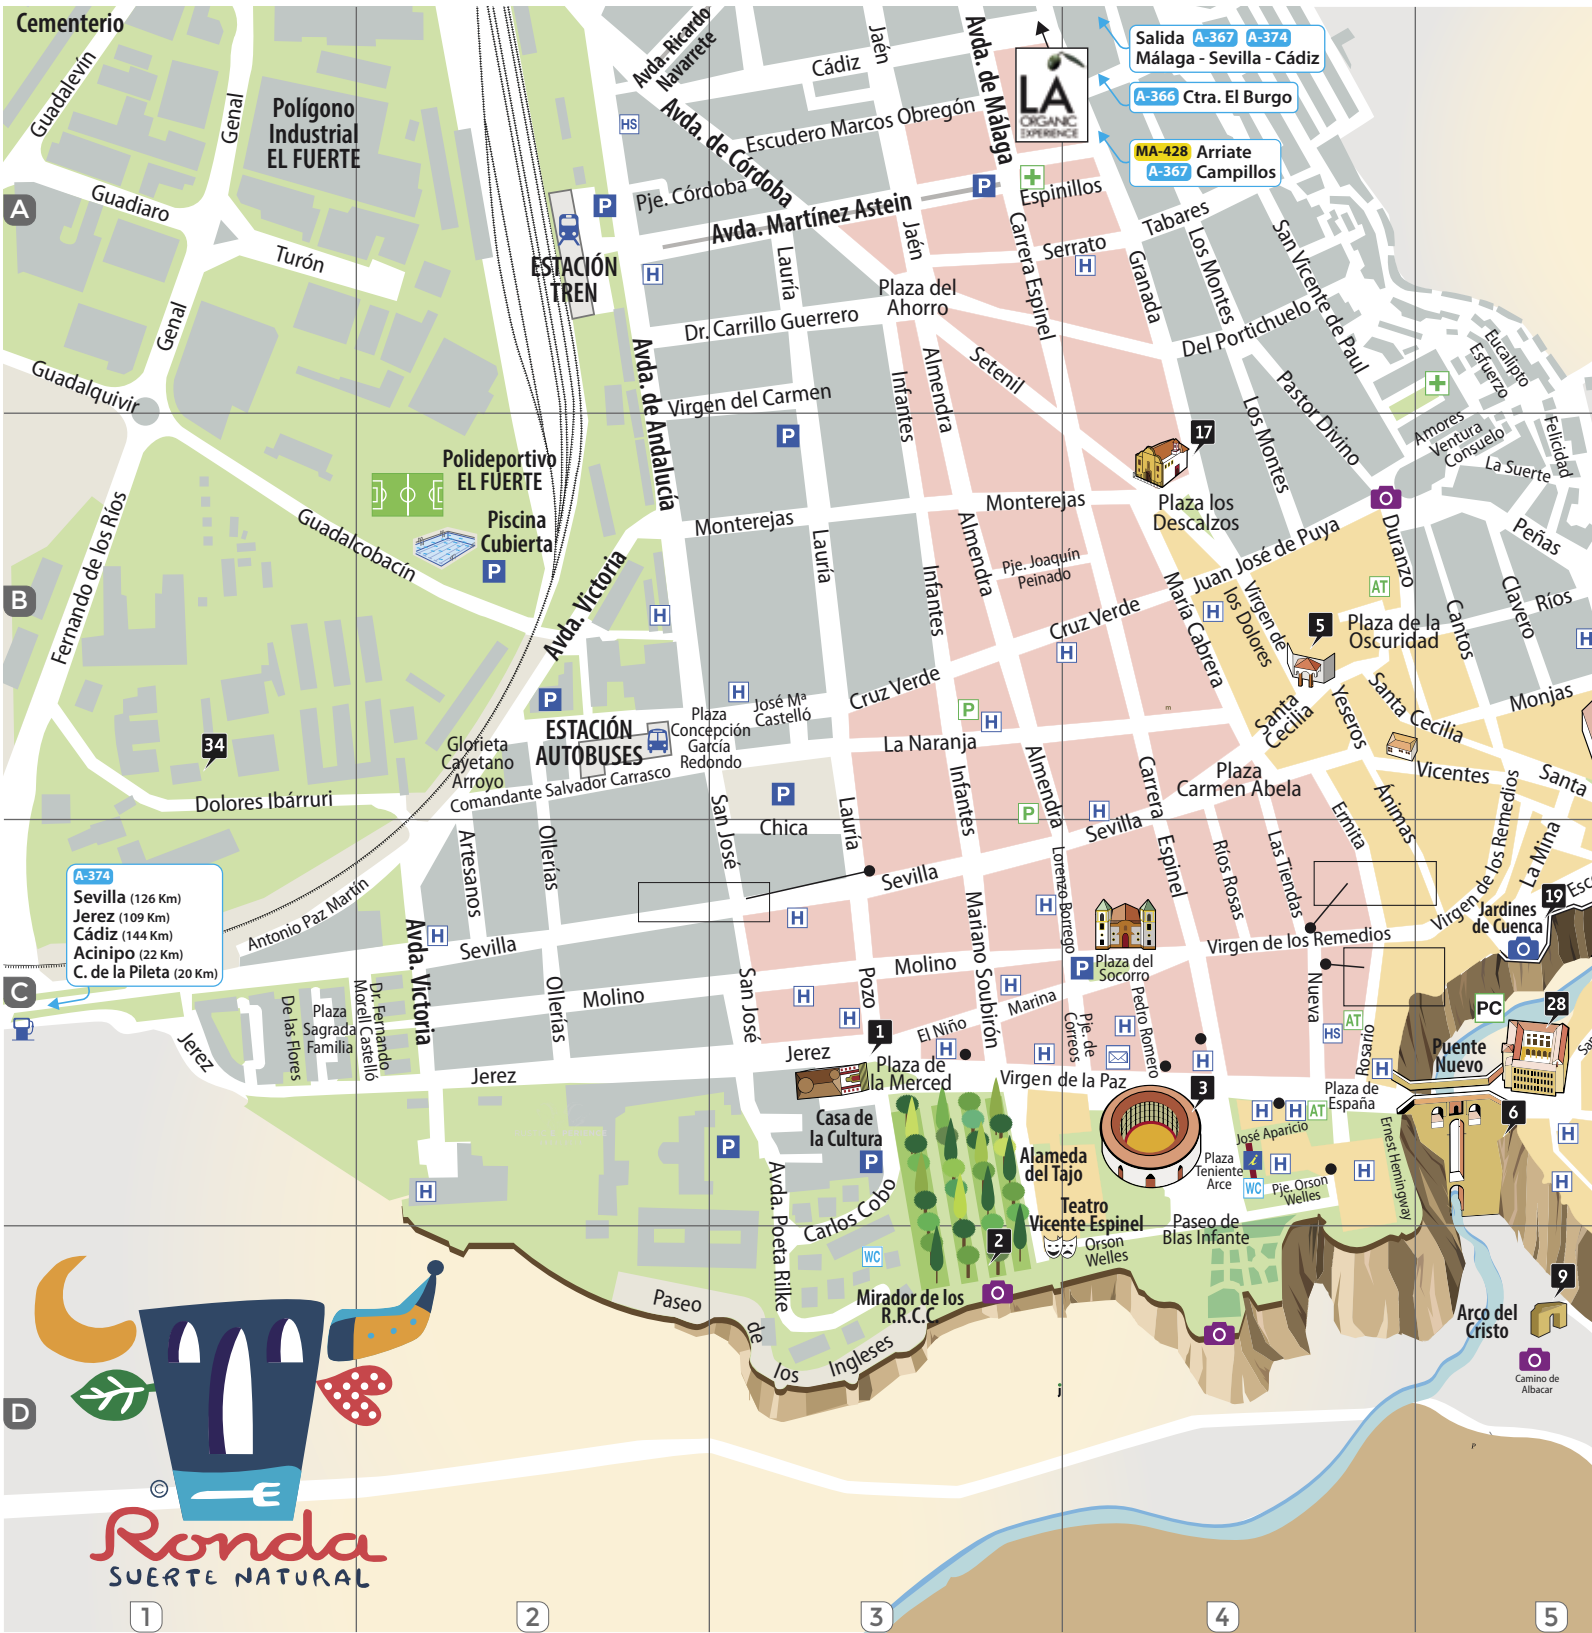 Cementerio
Guadalevín
Genal
Polígono
Industrial
EL FUERTE
Avda. Ricardo
Navarrete
Jaén
Cádiz
Avda. de Málaga
LA
ORGANIC
EXPERIENCE
Salida A-367 A-374
Málaga - Sevilla - Cádiz
A-366 Ctra. El Burgo
MA-428 Arriate
A-367 Campillos
HS
Avda. de Córdoba
Escudero Marcos Obregón
A
Guadiaro
Turón
P
Pje. Córdoba
Avda. Martínez Astein
P
Espinillos
Serrato
Tabares
Los Montes
San Vicente de Paul
ESTACIÓN
TREN
H
Lauría
Jaén
Carrera Espinel
H
Granada
Plaza del
Ahorro
Genal
Dr. Carrillo Guerrero
Del Portichuelo
Eucalipto
Esfuerzo
Guadalquivir
Avda. de Andalucía
Virgen del Carmen
Infantes
Almendra
Setenil
Pastor Divino
Los Montes
Amores
Ventura
Consuelo
Felicidad
La Suerte
P
17
Polideportivo
EL FUERTE
Piscina
Cubierta
P
Guadalcobacín
Fernando de los Ríos
Monterejas
Monterejas
Plaza los
Descalzos
Lauría
Almendra
Pje. Joaquín
Peinado
Juan José de Puya
Duranzo
Peñas
B
Avda. Victoria
H
Infantes
Cruz Verde
H
María Cabrera
H
Virgen de
los Dolores
AT
5
Plaza de la
Oscuridad
Cantos
Clavero
Ríos
H
P
H
José Mª
Castelló
Cruz Verde
P
H
Santa
Cecilia
Yeseros
Santa Cecilia
Monjas
34
Glorieta
Cayetano
Arroyo
ESTACIÓN
AUTOBUSES
Plaza
Concepción
García
Redondo
La Naranja
Plaza
Carmen Abela
Vicentes
Santa
Dolores Ibárruri
Comandante Salvador Carrasco
P
Chica
San José
Lauría
Infantes
Almendra
P
H
Sevilla
Carrera
Espinel
Ermita
Ánimas
Virgen de los Remedios
La Mina
A-374
Sevilla (126 Km)
Jerez (109 Km)
Cádiz (144 Km)
Acinipo (22 Km)
C. de la Pileta (20 Km)
Antonio Paz Martín
Artesanos
Ollerías
Sevilla
H
Lorenzo Borrego
H
Ríos Rosas
Las Tiendas
19
Jardines
de Cuenca
Avda. Victoria
H
Sevilla
Molino
Mariano Soubirón
P
Plaza del
Socorro
Virgen de los Remedios
C
De las Flores
Plaza
Sagrada
Familia
Dr. Fernando
Morell Castelló
Ollerías
Molino
San José
H
Pozo
H
H
Marina
Nueva
HS
AT
Rosario
PC
28
Jerez
El Niño
H
1
H
Pje. de
Correos
H
Pedro Romero
H
H
Puente
Nuevo
Jerez
Jerez
Plaza de
la Merced
Virgen de la Paz
3
Plaza de
España
6
H
Casa de
la Cultura
P
P
Alameda
del Tajo
H
H
AT
José Aparicio
Plaza
Teniente
Arce
i
H
WC
Pje. Orson
Welles
H
Ernest Hemingway
H
H
Avda. Poeta Rilke
Carlos Cobo
WC
2
Teatro
Vicente Espinel
Orson
Welles
Paseo de
Blas Infante
Mirador de los
R.R.C.C.
Paseo
de
los
Ingleses
9
Arco del
Cristo
Camino de
Albacar
D
©
Ronda
SUERTE NATURAL
1
2
3
4
5